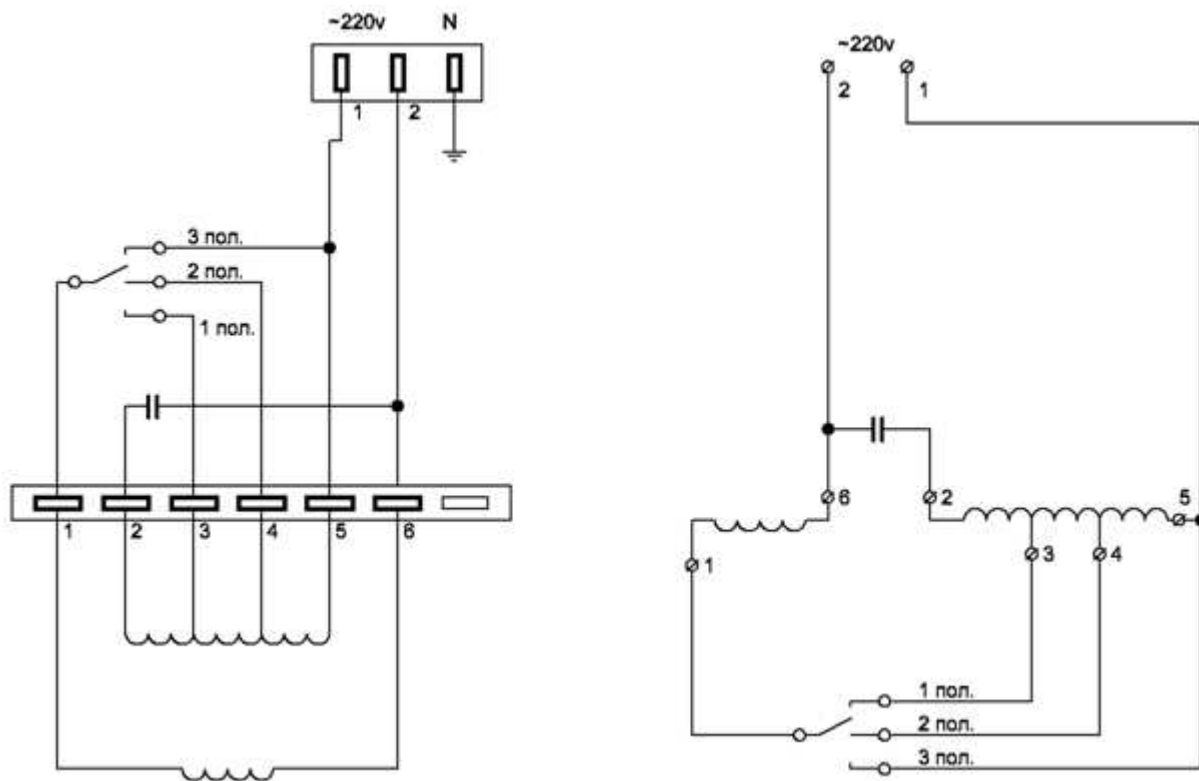 ~220v N
1 2
3 пол.
2 пол.
1 пол.
1 2 3 4 5 6
~220v
2 1
6 2 5
1 3 4
1 пол.
2 пол.
3 пол.